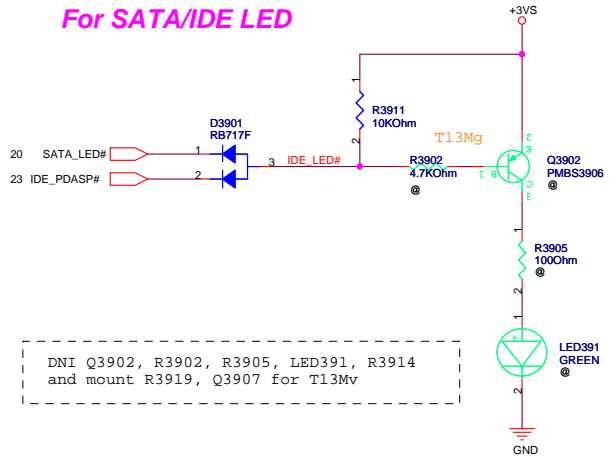 For SATA/IDE LED
+3VS
1
R3911
10KOhm
2
D3901
RB717F
T13Mg
2
E
20 SATA_LED# 1
3 IDE_LED#
R3902
4.7KOhm
@
1 B
Q3902
PMBS3906
@
23 IDE_PDASP# 2
C
3
1
R3905
100Ohm
@
2
1
+
LED391
GREEN
@
2
DNI Q3902, R3902, R3905, LED391, R3914
and mount R3919, Q3907 for T13Mv
GND